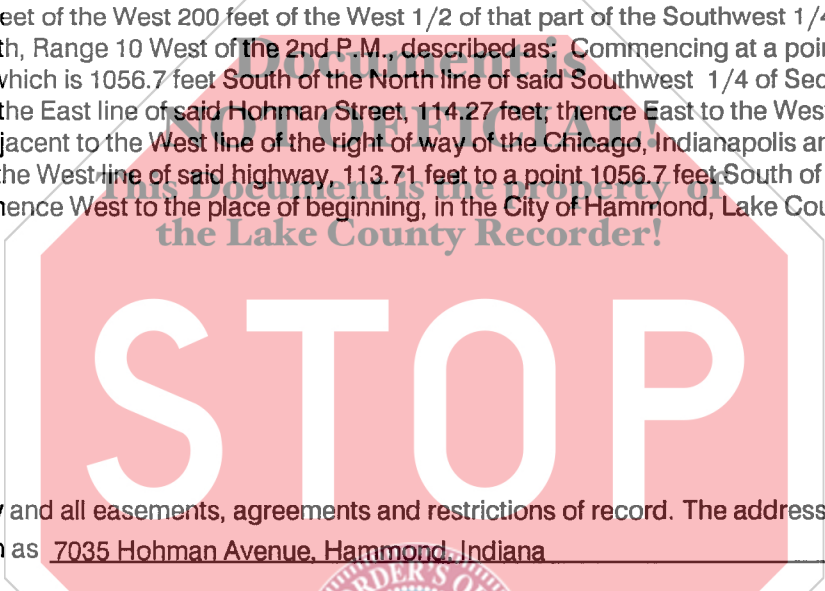 eet of the West 200 feet of the West 1/2 of that part of the Southwest 1/4
th, Range 10 West of the 2nd P.M., described as: Commencing at a poin
which is 1056.7 feet South of the North line of said Southwest 1/4 of Sec
the East line of said Hohman Street, 114.27 feet; thence East to the Wes
jacent to the West line of the right of way of the Chicago, Indianapolis an
the West line of said highway, 113.71 feet to a point 1056.7 feet South of
hence West to the place of beginning, in the City of Hammond, Lake Cou
Document is
NOT OFFICIAL!
This Document is the property of
the Lake County Recorder!
STOP
y and all easements, agreements and restrictions of record. The address
n as 7035 Hohman Avenue, Hammond, Indiana
ORDER'S O